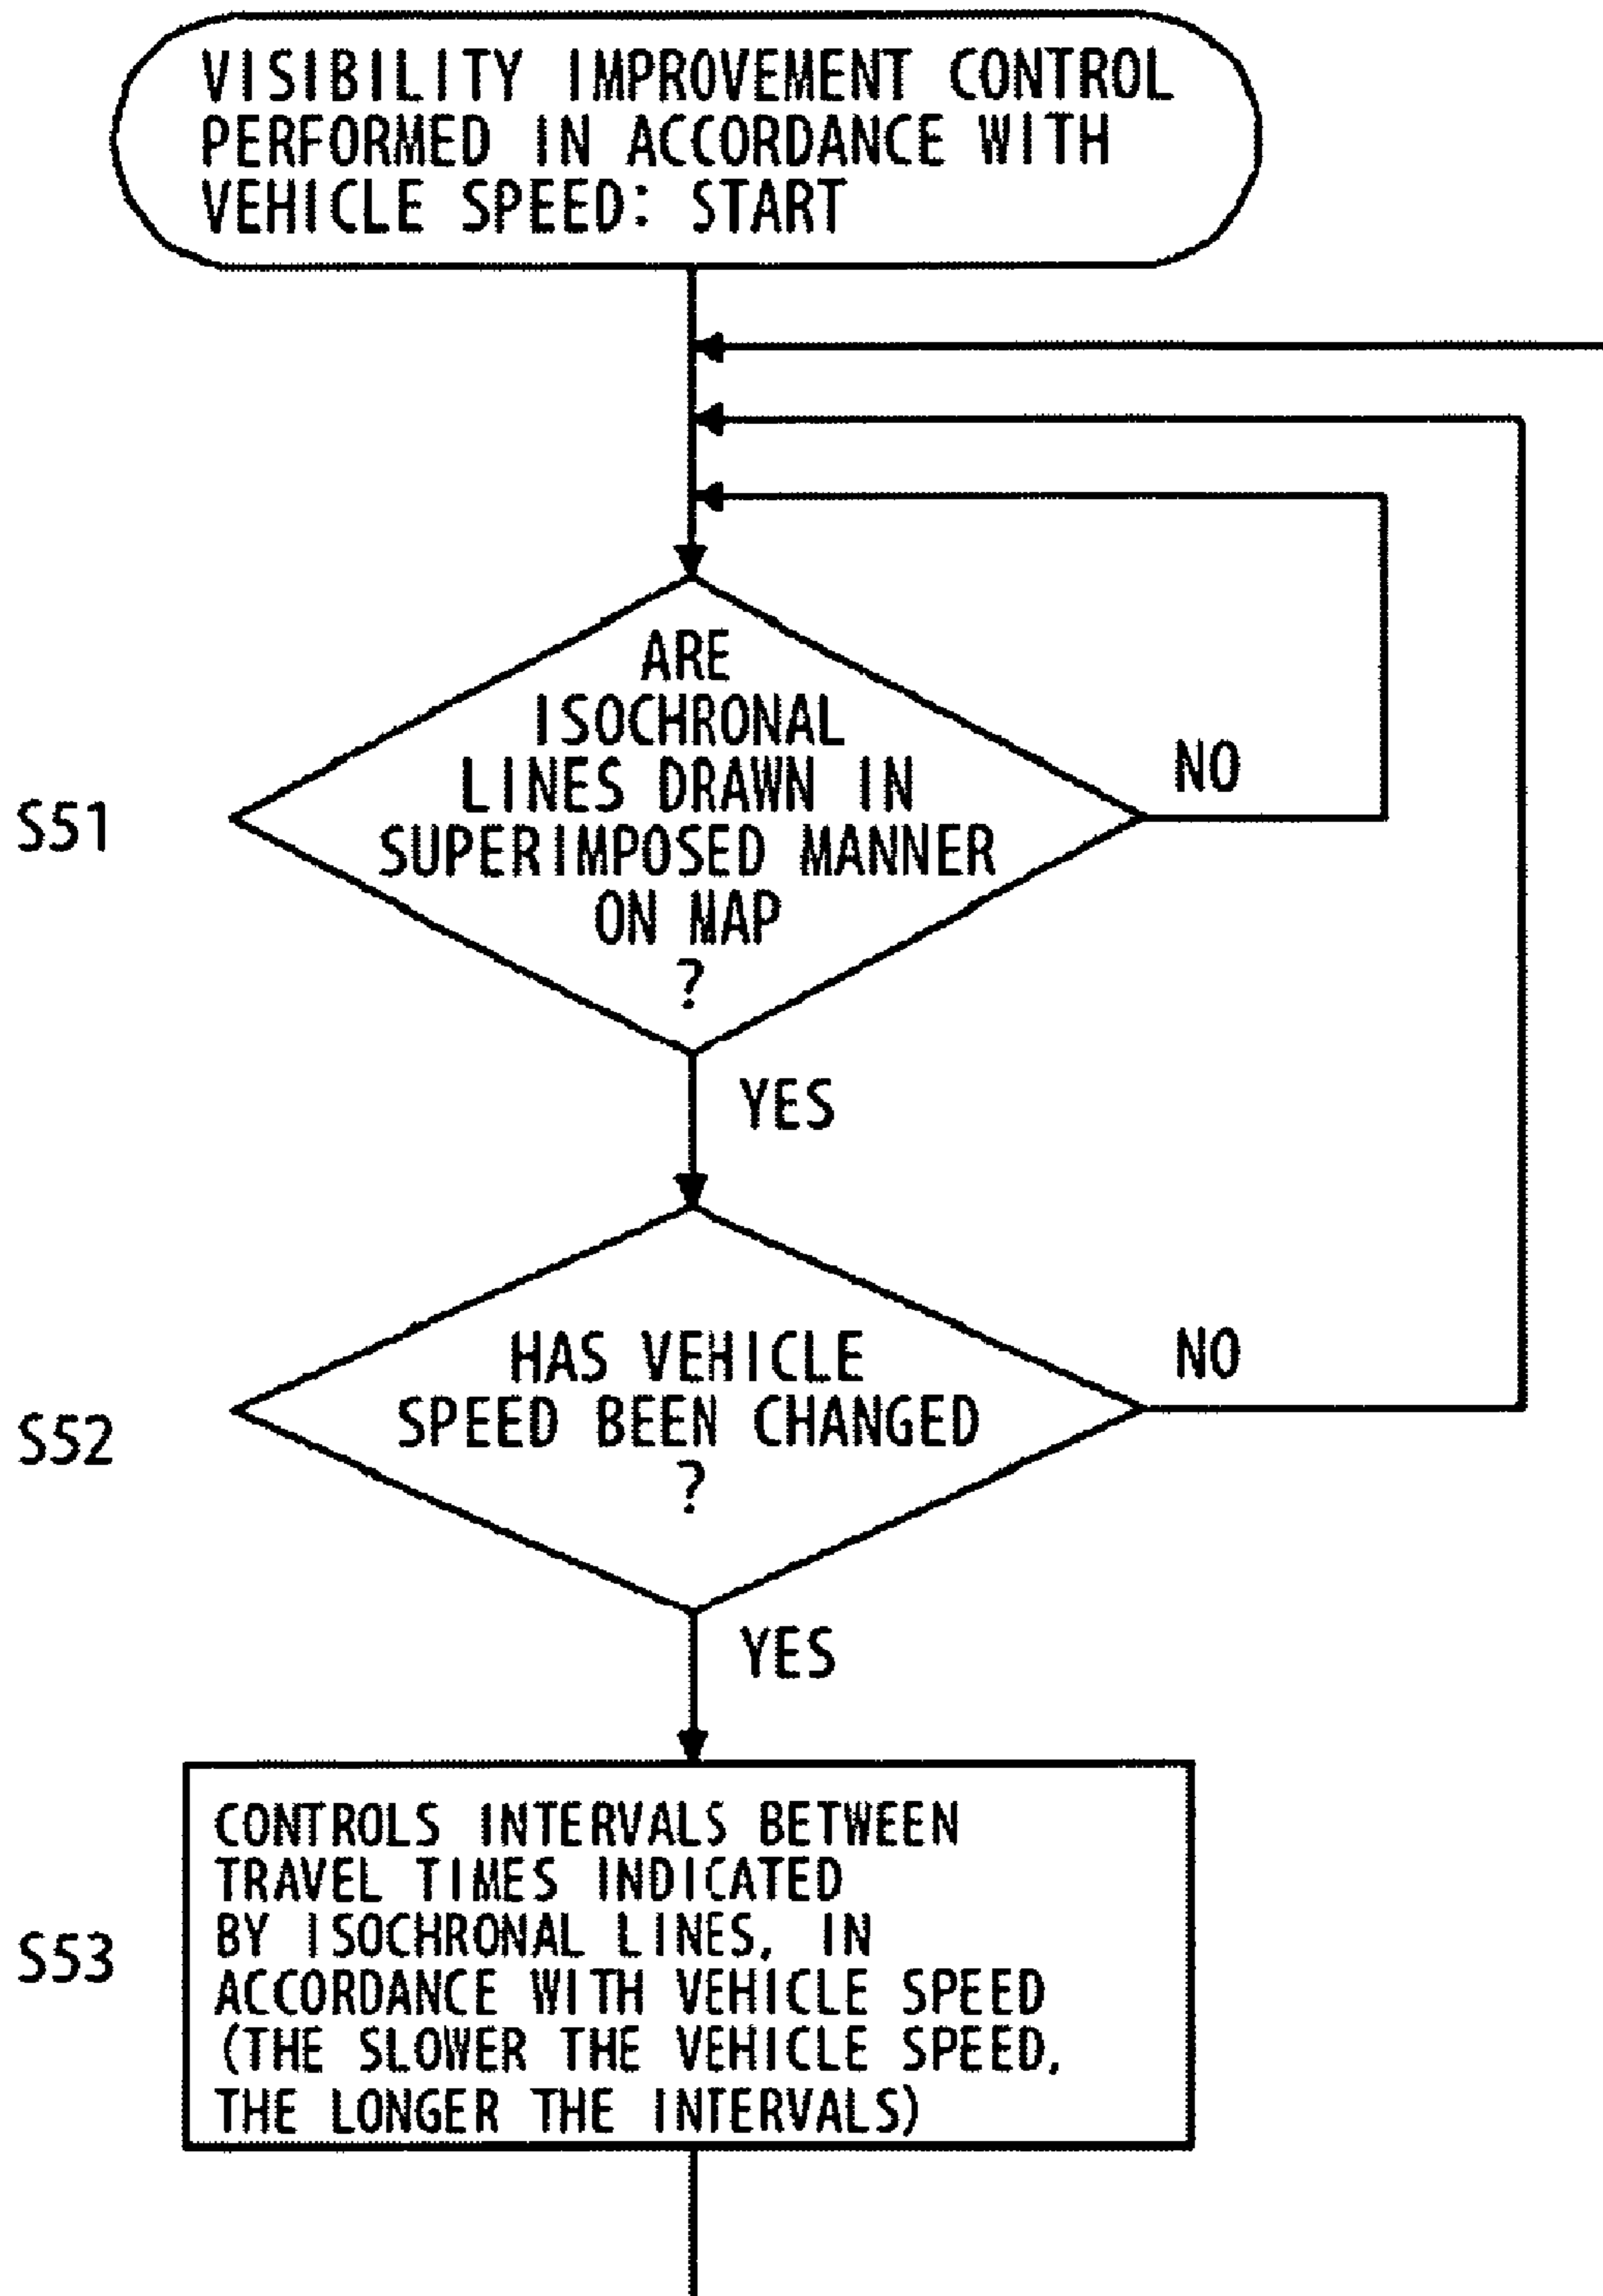 VISIBILITY IMPROVEMENT CONTROL
PERFORMED IN ACCORDANCE WITH
VEHICLE SPEED: START
ARE
ISOCHRONAL
LINES DRAWN IN
SUPERIMPOSED MANNER
ON MAP
?
NO
S51
YES
HAS VEHICLE
SPEED BEEN CHANGED
?
NO
S52
YES
CONTROLS INTERVALS BETWEEN
TRAVEL TIMES INDICATED
BY ISOCHRONAL LINES, IN
ACCORDANCE WITH VEHICLE SPEED
(THE SLOWER THE VEHICLE SPEED,
THE LONGER THE INTERVALS)
S53